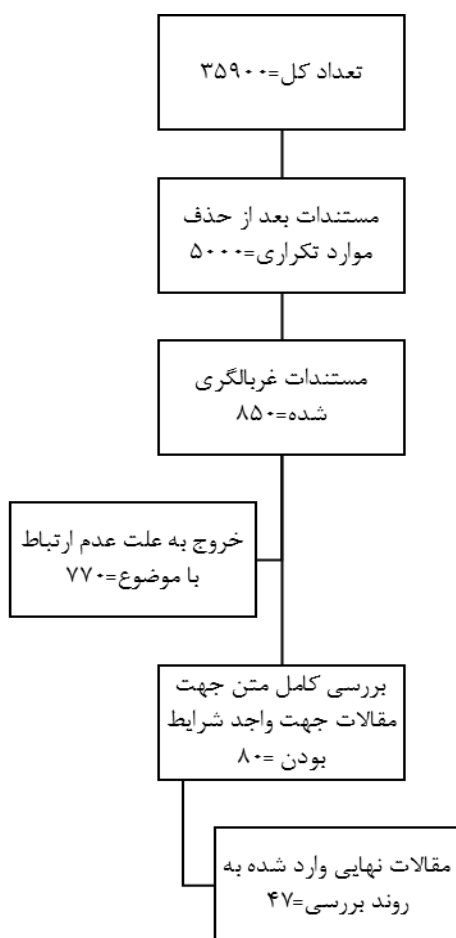 تعداد کل=۳۵۹۰۰
مستندات بعد از حذف
موارد تکراری=۵۰۰۰
مستندات غربالگری
شده=۸۵۰
خروج به علت عدم ارتباط
با موضوع=۷۷۰
بررسی کامل متن جهت
مقالات جهت واجد شرایط
بودن =۸۰
مقالات نهایی وارد شده به
روند بررسی=۴۷